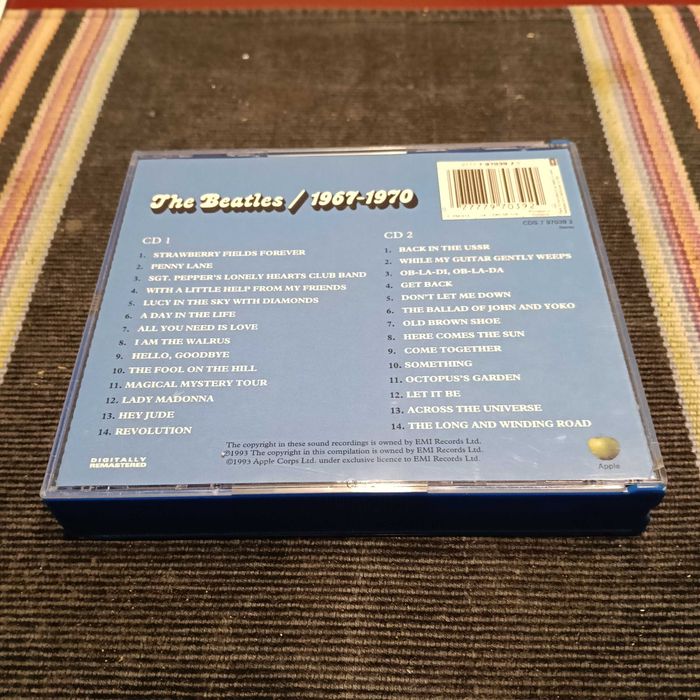 The Beatles / 1967-1970
77779 70392
CDS 7 97039 2
CD 1
1. STRAWBERRY FIELDS FOREVER
2. PENNY LANE
3. SGT. PEPPER'S LONELY HEARTS CLUB BAND
4. WITH A LITTLE HELP FROM MY FRIENDS
5. LUCY IN THE SKY WITH DIAMONDS
6. A DAY IN THE LIFE
7. ALL YOU NEED IS LOVE
8. I AM THE WALRUS
9. HELLO, GOODBYE
10. THE FOOL ON THE HILL
11. MAGICAL MYSTERY TOUR
12. LADY MADONNA
13. HEY JUDE
14. REVOLUTION
CD 2
1. BACK IN THE USSR
2. WHILE MY GUITAR GENTLY WEEPS
3. OB-LA-DI, OB-LA-DA
4. GET BACK
5. DON'T LET ME DOWN
6. THE BALLAD OF JOHN AND YOKO
7. OLD BROWN SHOE
8. HERE COMES THE SUN
9. COME TOGETHER
10. SOMETHING
11. OCTOPUS'S GARDEN
12. LET IT BE
13. ACROSS THE UNIVERSE
14. THE LONG AND WINDING ROAD
DIGITALLY
REMASTERED
The copyright in these sound recordings is owned by EMI Records Ltd.
1993 The copyright in this compilation is owned by EMI Records Ltd.
©1993 Apple Corps Ltd. under exclusive licence to EMI Records Ltd.
Apple